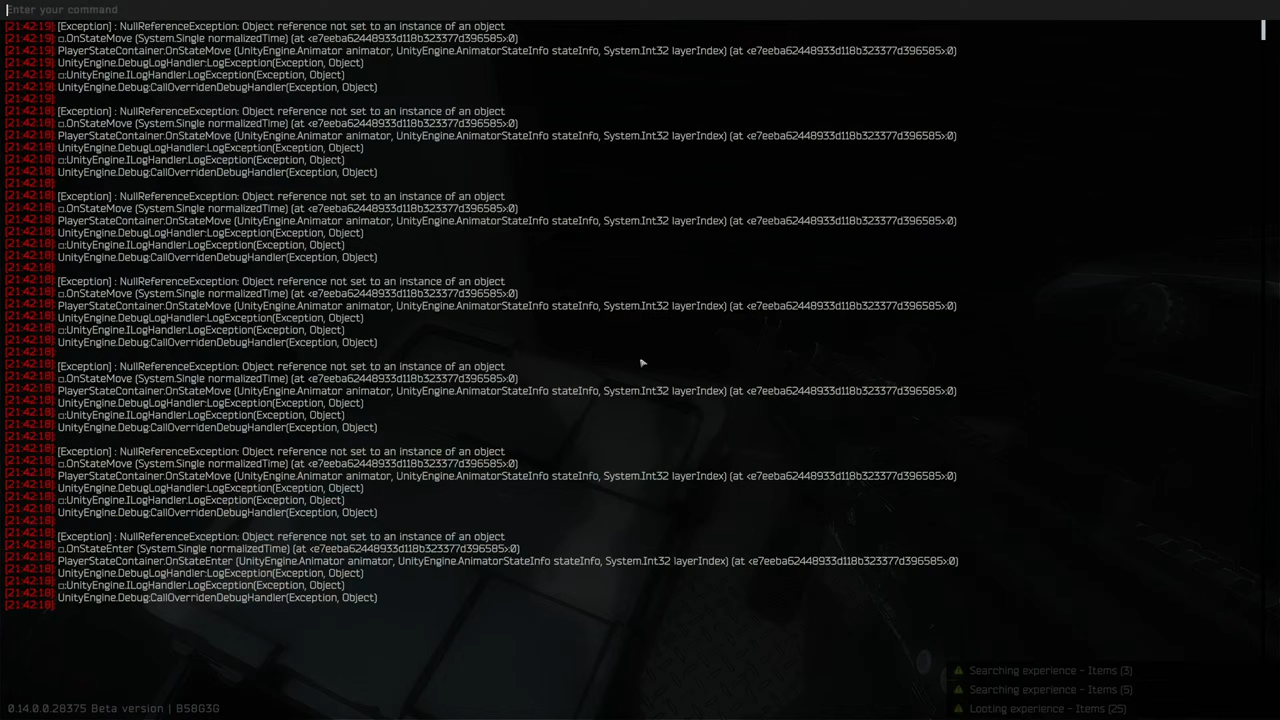 Enter your command
[21:42:19] [Exception] : NullReferenceException: Object reference not set to an instance of an object
[21:42:19] □.OnStateMove (System.Single normalizedTime) (at <e7eeba62448933d118b323377d396585>:0)
[21:42:19] PlayerStateContainer.OnStateMove (UnityEngine.Animator animator, UnityEngine.AnimatorStateInfo stateInfo, System.Int32 layerIndex) (at <e7eeba62448933d118b323377d396585>:0)
[21:42:19] UnityEngine.DebugLogHandler:LogException(Exception, Object)
[21:42:19] □:UnityEngine.ILogHandler.LogException(Exception, Object)
[21:42:19] UnityEngine.Debug:CallOverridenDebugHandler(Exception, Object)
[21:42:19]
[21:42:18] [Exception] : NullReferenceException: Object reference not set to an instance of an object
[21:42:18] □.OnStateMove (System.Single normalizedTime) (at <e7eeba62448933d118b323377d396585>:0)
[21:42:18] PlayerStateContainer.OnStateMove (UnityEngine.Animator animator, UnityEngine.AnimatorStateInfo stateInfo, System.Int32 layerIndex) (at <e7eeba62448933d118b323377d396585>:0)
[21:42:18] UnityEngine.DebugLogHandler:LogException(Exception, Object)
[21:42:18] □:UnityEngine.ILogHandler.LogException(Exception, Object)
[21:42:18] UnityEngine.Debug:CallOverridenDebugHandler(Exception, Object)
[21:42:18]
[21:42:18] [Exception] : NullReferenceException: Object reference not set to an instance of an object
[21:42:18] □.OnStateMove (System.Single normalizedTime) (at <e7eeba62448933d118b323377d396585>:0)
[21:42:18] PlayerStateContainer.OnStateMove (UnityEngine.Animator animator, UnityEngine.AnimatorStateInfo stateInfo, System.Int32 layerIndex) (at <e7eeba62448933d118b323377d396585>:0)
[21:42:18] UnityEngine.DebugLogHandler:LogException(Exception, Object)
[21:42:18] □:UnityEngine.ILogHandler.LogException(Exception, Object)
[21:42:18] UnityEngine.Debug:CallOverridenDebugHandler(Exception, Object)
[21:42:18]
[21:42:18] [Exception] : NullReferenceException: Object reference not set to an instance of an object
[21:42:18] □.OnStateMove (System.Single normalizedTime) (at <e7eeba62448933d118b323377d396585>:0)
[21:42:18] PlayerStateContainer.OnStateMove (UnityEngine.Animator animator, UnityEngine.AnimatorStateInfo stateInfo, System.Int32 layerIndex) (at <e7eeba62448933d118b323377d396585>:0)
[21:42:18] UnityEngine.DebugLogHandler:LogException(Exception, Object)
[21:42:18] □:UnityEngine.ILogHandler.LogException(Exception, Object)
[21:42:18] UnityEngine.Debug:CallOverridenDebugHandler(Exception, Object)
[21:42:18]
[21:42:18] [Exception] : NullReferenceException: Object reference not set to an instance of an object
[21:42:18] □.OnStateMove (System.Single normalizedTime) (at <e7eeba62448933d118b323377d396585>:0)
[21:42:18] PlayerStateContainer.OnStateMove (UnityEngine.Animator animator, UnityEngine.AnimatorStateInfo stateInfo, System.Int32 layerIndex) (at <e7eeba62448933d118b323377d396585>:0)
[21:42:18] UnityEngine.DebugLogHandler:LogException(Exception, Object)
[21:42:18] □:UnityEngine.ILogHandler.LogException(Exception, Object)
[21:42:18] UnityEngine.Debug:CallOverridenDebugHandler(Exception, Object)
[21:42:18]
[21:42:18] [Exception] : NullReferenceException: Object reference not set to an instance of an object
[21:42:18] □.OnStateMove (System.Single normalizedTime) (at <e7eeba62448933d118b323377d396585>:0)
[21:42:18] PlayerStateContainer.OnStateMove (UnityEngine.Animator animator, UnityEngine.AnimatorStateInfo stateInfo, System.Int32 layerIndex) (at <e7eeba62448933d118b323377d396585>:0)
[21:42:18] UnityEngine.DebugLogHandler:LogException(Exception, Object)
[21:42:18] □:UnityEngine.ILogHandler.LogException(Exception, Object)
[21:42:18] UnityEngine.Debug:CallOverridenDebugHandler(Exception, Object)
[21:42:18]
[21:42:18] [Exception] : NullReferenceException: Object reference not set to an instance of an object
[21:42:18] □.OnStateEnter (System.Single normalizedTime) (at <e7eeba62448933d118b323377d396585>:0)
[21:42:18] PlayerStateContainer.OnStateEnter (UnityEngine.Animator animator, UnityEngine.AnimatorStateInfo stateInfo, System.Int32 layerIndex) (at <e7eeba62448933d118b323377d396585>:0)
[21:42:18] UnityEngine.DebugLogHandler:LogException(Exception, Object)
[21:42:18] □:UnityEngine.ILogHandler.LogException(Exception, Object)
[21:42:18] UnityEngine.Debug:CallOverridenDebugHandler(Exception, Object)
[21:42:18]
Searching experience - Items (3)
Searching experience - Items (5)
Looting experience - Items (25)
0.14.0.0.28375 Beta version | B58G3G